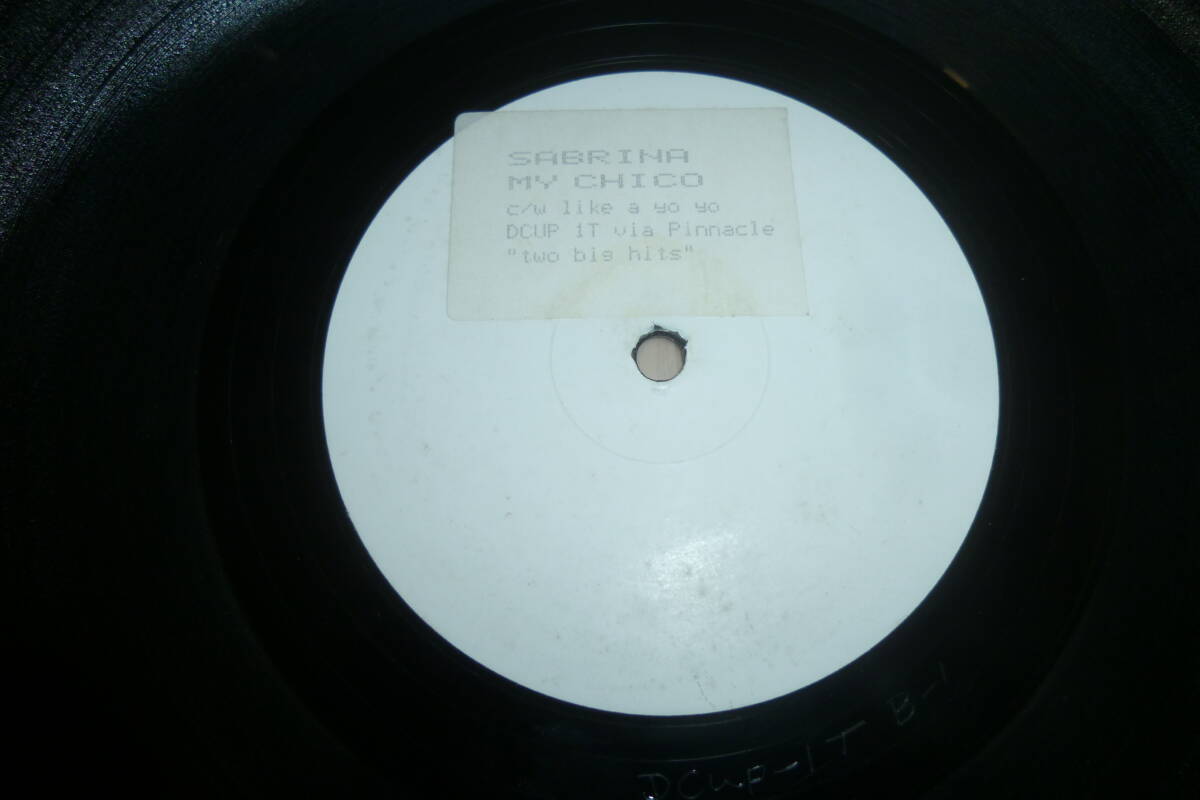 SABRINA
MY CHICO
c/w like a yo yo
DCUP 1T via Pinnacle
"two big hits"
DCUP-1T B-1